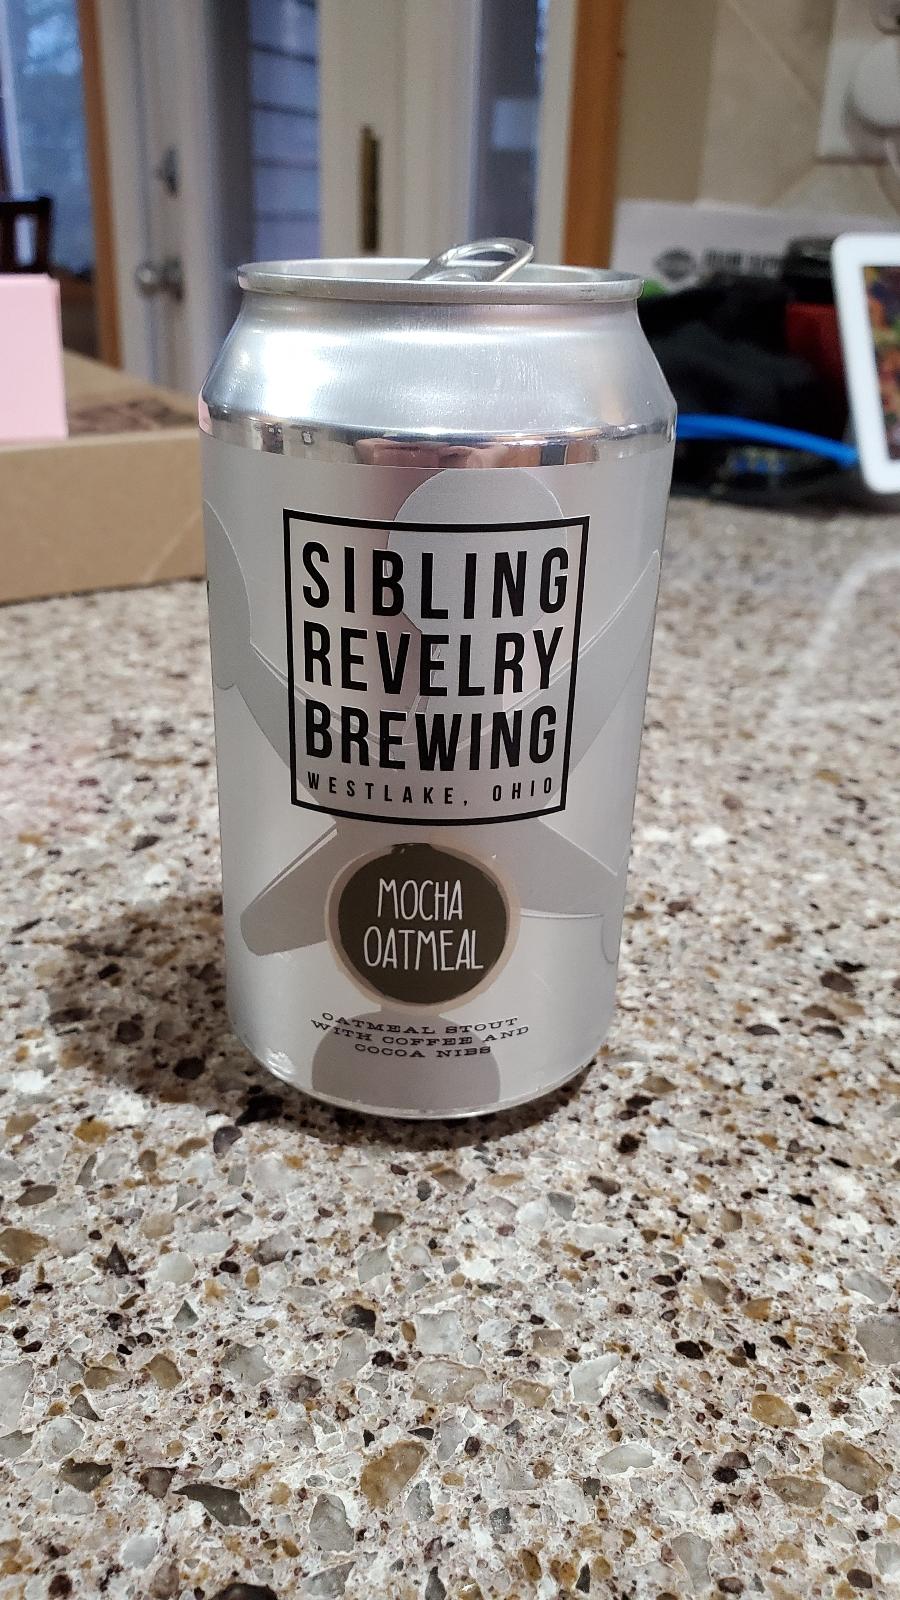 SIBLING
REVELRY
BREWING
WESTLAKE, OHIO
MOCHA
OATMEAL
OATMEAL STOUT
WITH COFFEE AND
COCOA NIBS